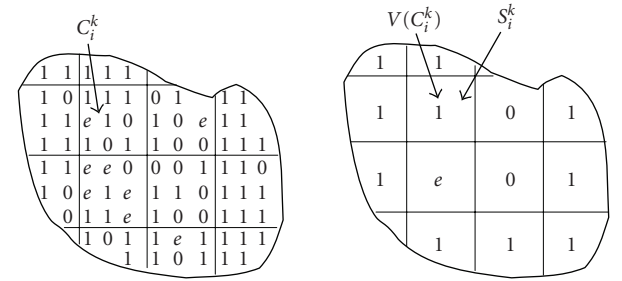 C_i^k
1 1 1 1 1
1 0 1 1 1 0 1 1 1
1 1 e 1 0 1 0 e 1 1
1 1 1 0 1 1 0 0 1 1 1
1 1 e e 0 0 0 1 1 1 0
1 0 e 1 e 1 1 0 1 1 1
0 1 1 e 1 0 0 1 1 1
1 0 1 1 e 1 1 1 1
1 1 0 1 1 1
V(C_i^k) S_i^k
1 1
1 1 0 1
1 e 0 1
1 1 1